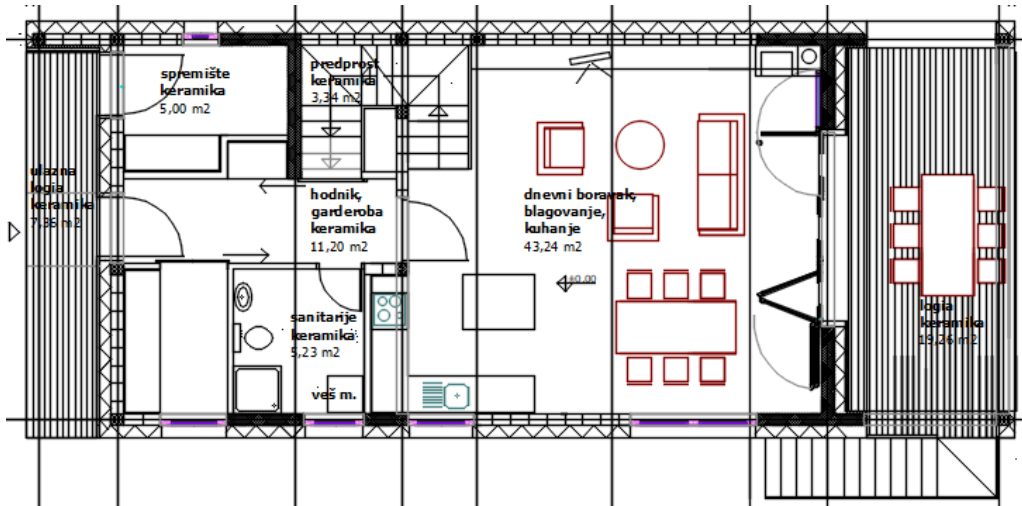 spremište
keramika
5,00 m2
predprost
keramika
3,34 m2
ulazna
logia
keramika
7,36 m2
hodnik,
garderoba
keramika
11,20 m2
dnevni boravak,
blagovanje,
kuhanje
43,24 m2
±0,00
sanitarije
keramika
5,23 m2
veš m.
logia
keramika
19,26 m2